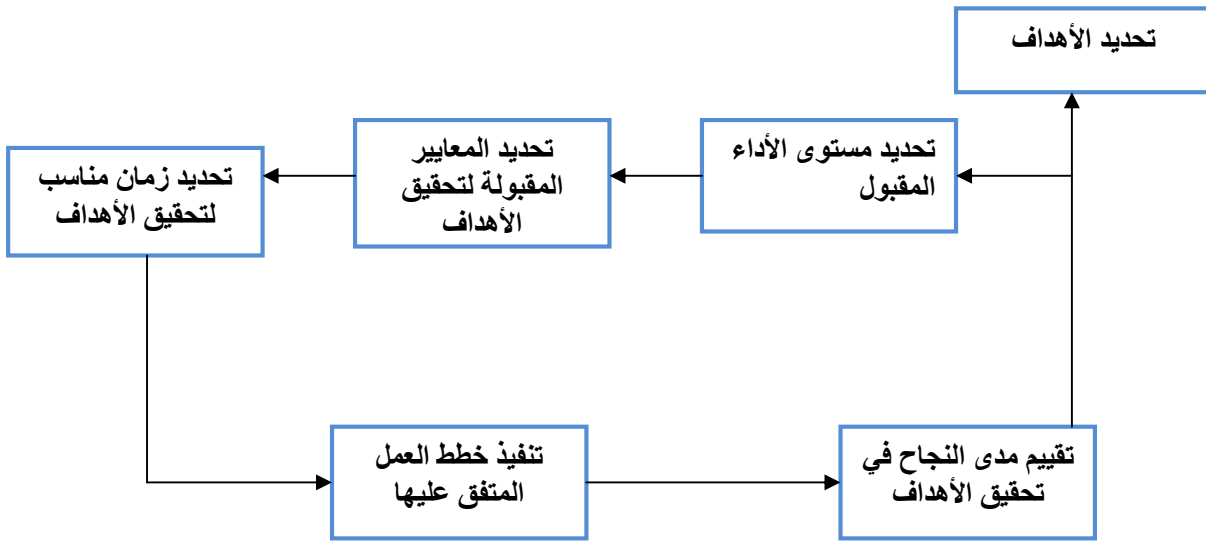 تحديد الأهداف
تحديد مستوى الأداء
المقبول
تحديد المعايير
المقبولة لتحقيق
الأهداف
تحديد زمان مناسب
لتحقيق الأهداف
تنفيذ خطط العمل
المتفق عليها
تقييم مدى النجاح في
تحقيق الأهداف